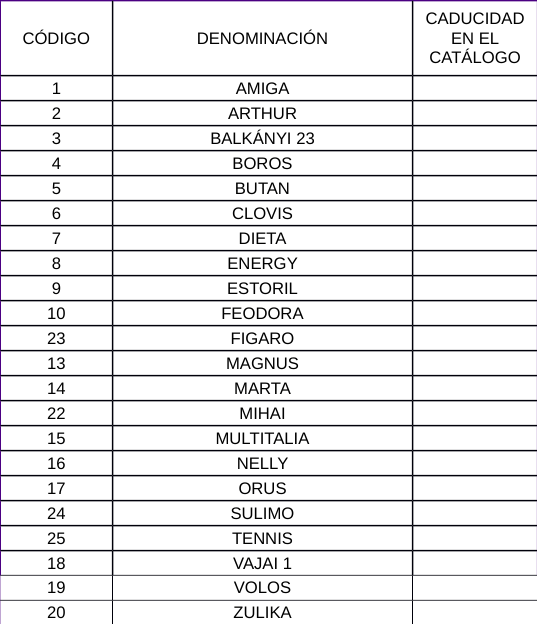 CÓDIGO DENOMINACIÓN CADUCIDAD EN EL CATÁLOGO
1 AMIGA
2 ARTHUR
3 BALKÁNYI 23
4 BOROS
5 BUTAN
6 CLOVIS
7 DIETA
8 ENERGY
9 ESTORIL
10 FEODORA
23 FIGARO
13 MAGNUS
14 MARTA
22 MIHAI
15 MULTITALIA
16 NELLY
17 ORUS
24 SULIMO
25 TENNIS
18 VAJAI 1
19 VOLOS
20 ZULIKA